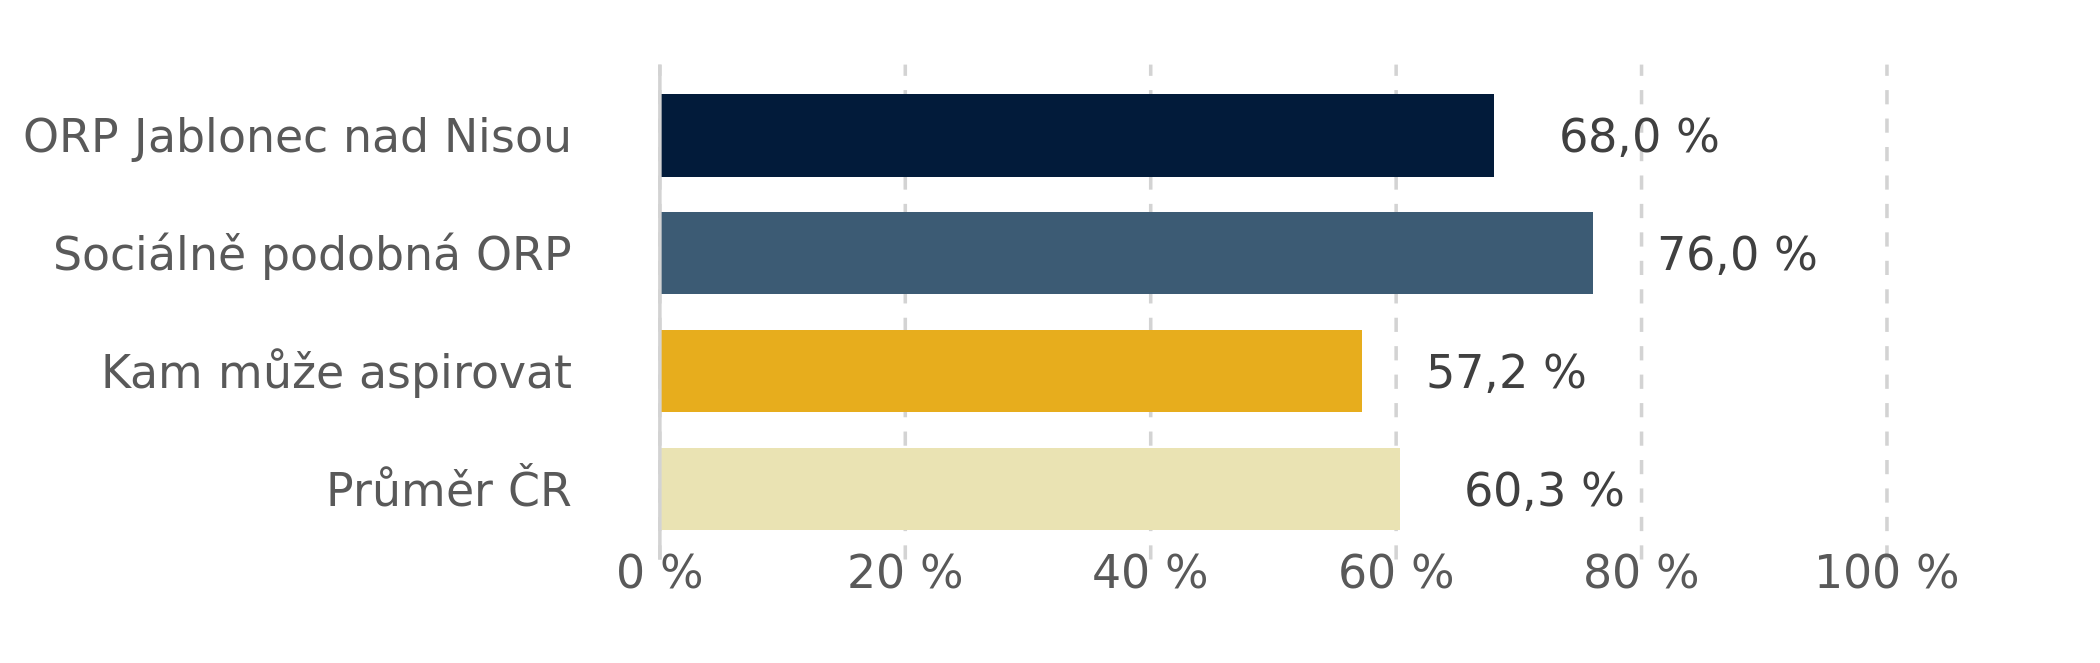 ORP Jablonec nad Nisou 68,0 %
Sociálně podobná ORP 76,0 %
Kam může aspirovat 57,2 %
Průměr ČR 60,3 %
0 % 20 % 40 % 60 % 80 % 100 %